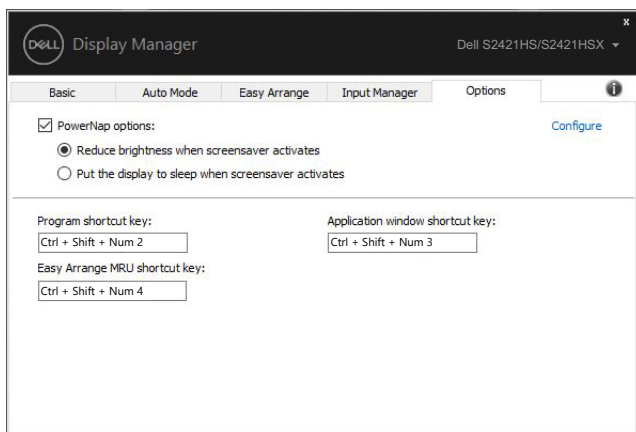 x
DELL Display Manager Dell S2421HS/S2421HSX
Basic Auto Mode Easy Arrange Input Manager Options i
PowerNap options: Configure
Reduce brightness when screensaver activates
Put the display to sleep when screensaver activates
Program shortcut key: Application window shortcut key:
Ctrl + Shift + Num 2 Ctrl + Shift + Num 3
Easy Arrange MRU shortcut key:
Ctrl + Shift + Num 4